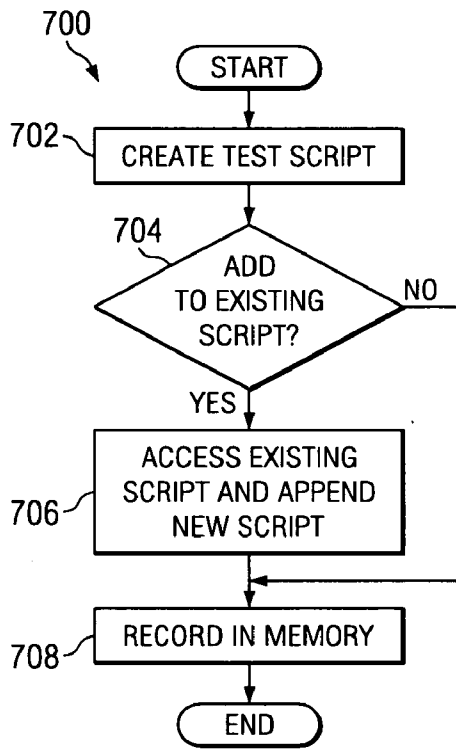 700
START
702
CREATE TEST SCRIPT
704
ADD
TO EXISTING
SCRIPT?
NO
YES
706
ACCESS EXISTING
SCRIPT AND APPEND
NEW SCRIPT
708
RECORD IN MEMORY
END